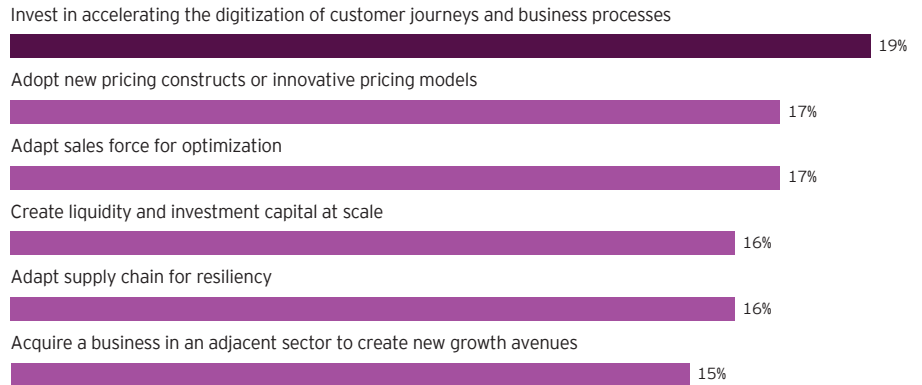 Invest in accelerating the digitization of customer journeys and business processes
19%
Adopt new pricing constructs or innovative pricing models
17%
Adapt sales force for optimization
17%
Create liquidity and investment capital at scale
16%
Adapt supply chain for resiliency
16%
Acquire a business in an adjacent sector to create new growth avenues
15%